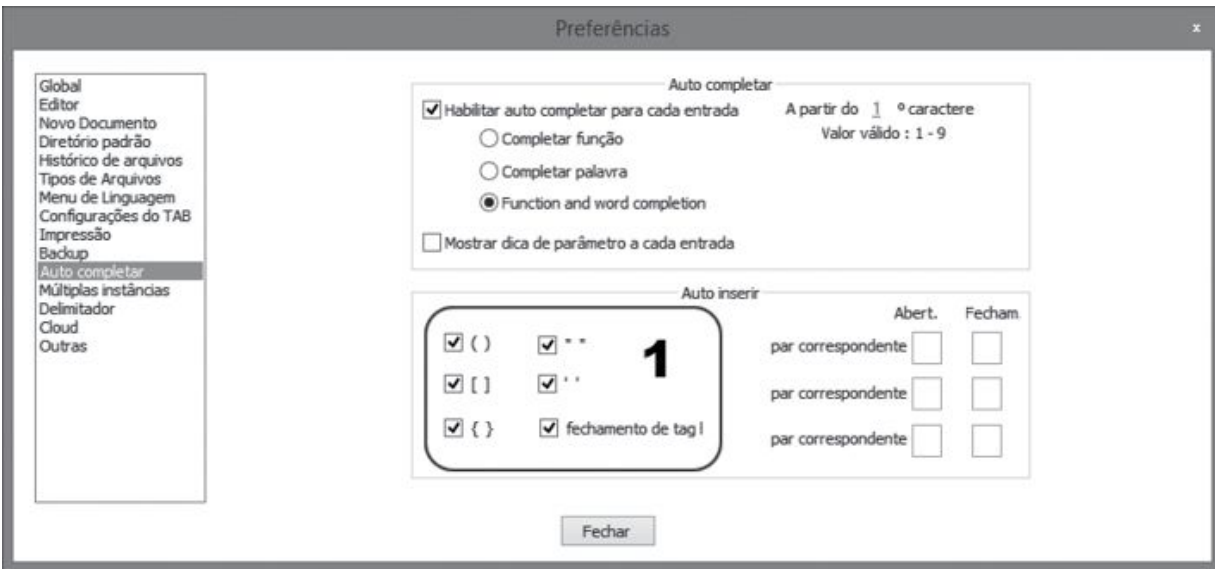 Preferências
x
Global
Editor
Novo Documento
Diretório padrão
Histórico de arquivos
Tipos de Arquivos
Menu de Linguagem
Configurações do TAB
Impressão
Backup
Auto completar
Múltiplas instâncias
Delimitador
Cloud
Outras
Auto completar
Habilitar auto completar para cada entrada A partir do 1 º caractere
Completar função Valor válido : 1 - 9
Completar palavra
Function and word completion
Mostrar dica de parâmetro a cada entrada
Auto inserir
Abert. Fecham
( ) " " 1 par correspondente
[ ] ' ' par correspondente
{ } fechamento de tag l par correspondente
Fechar